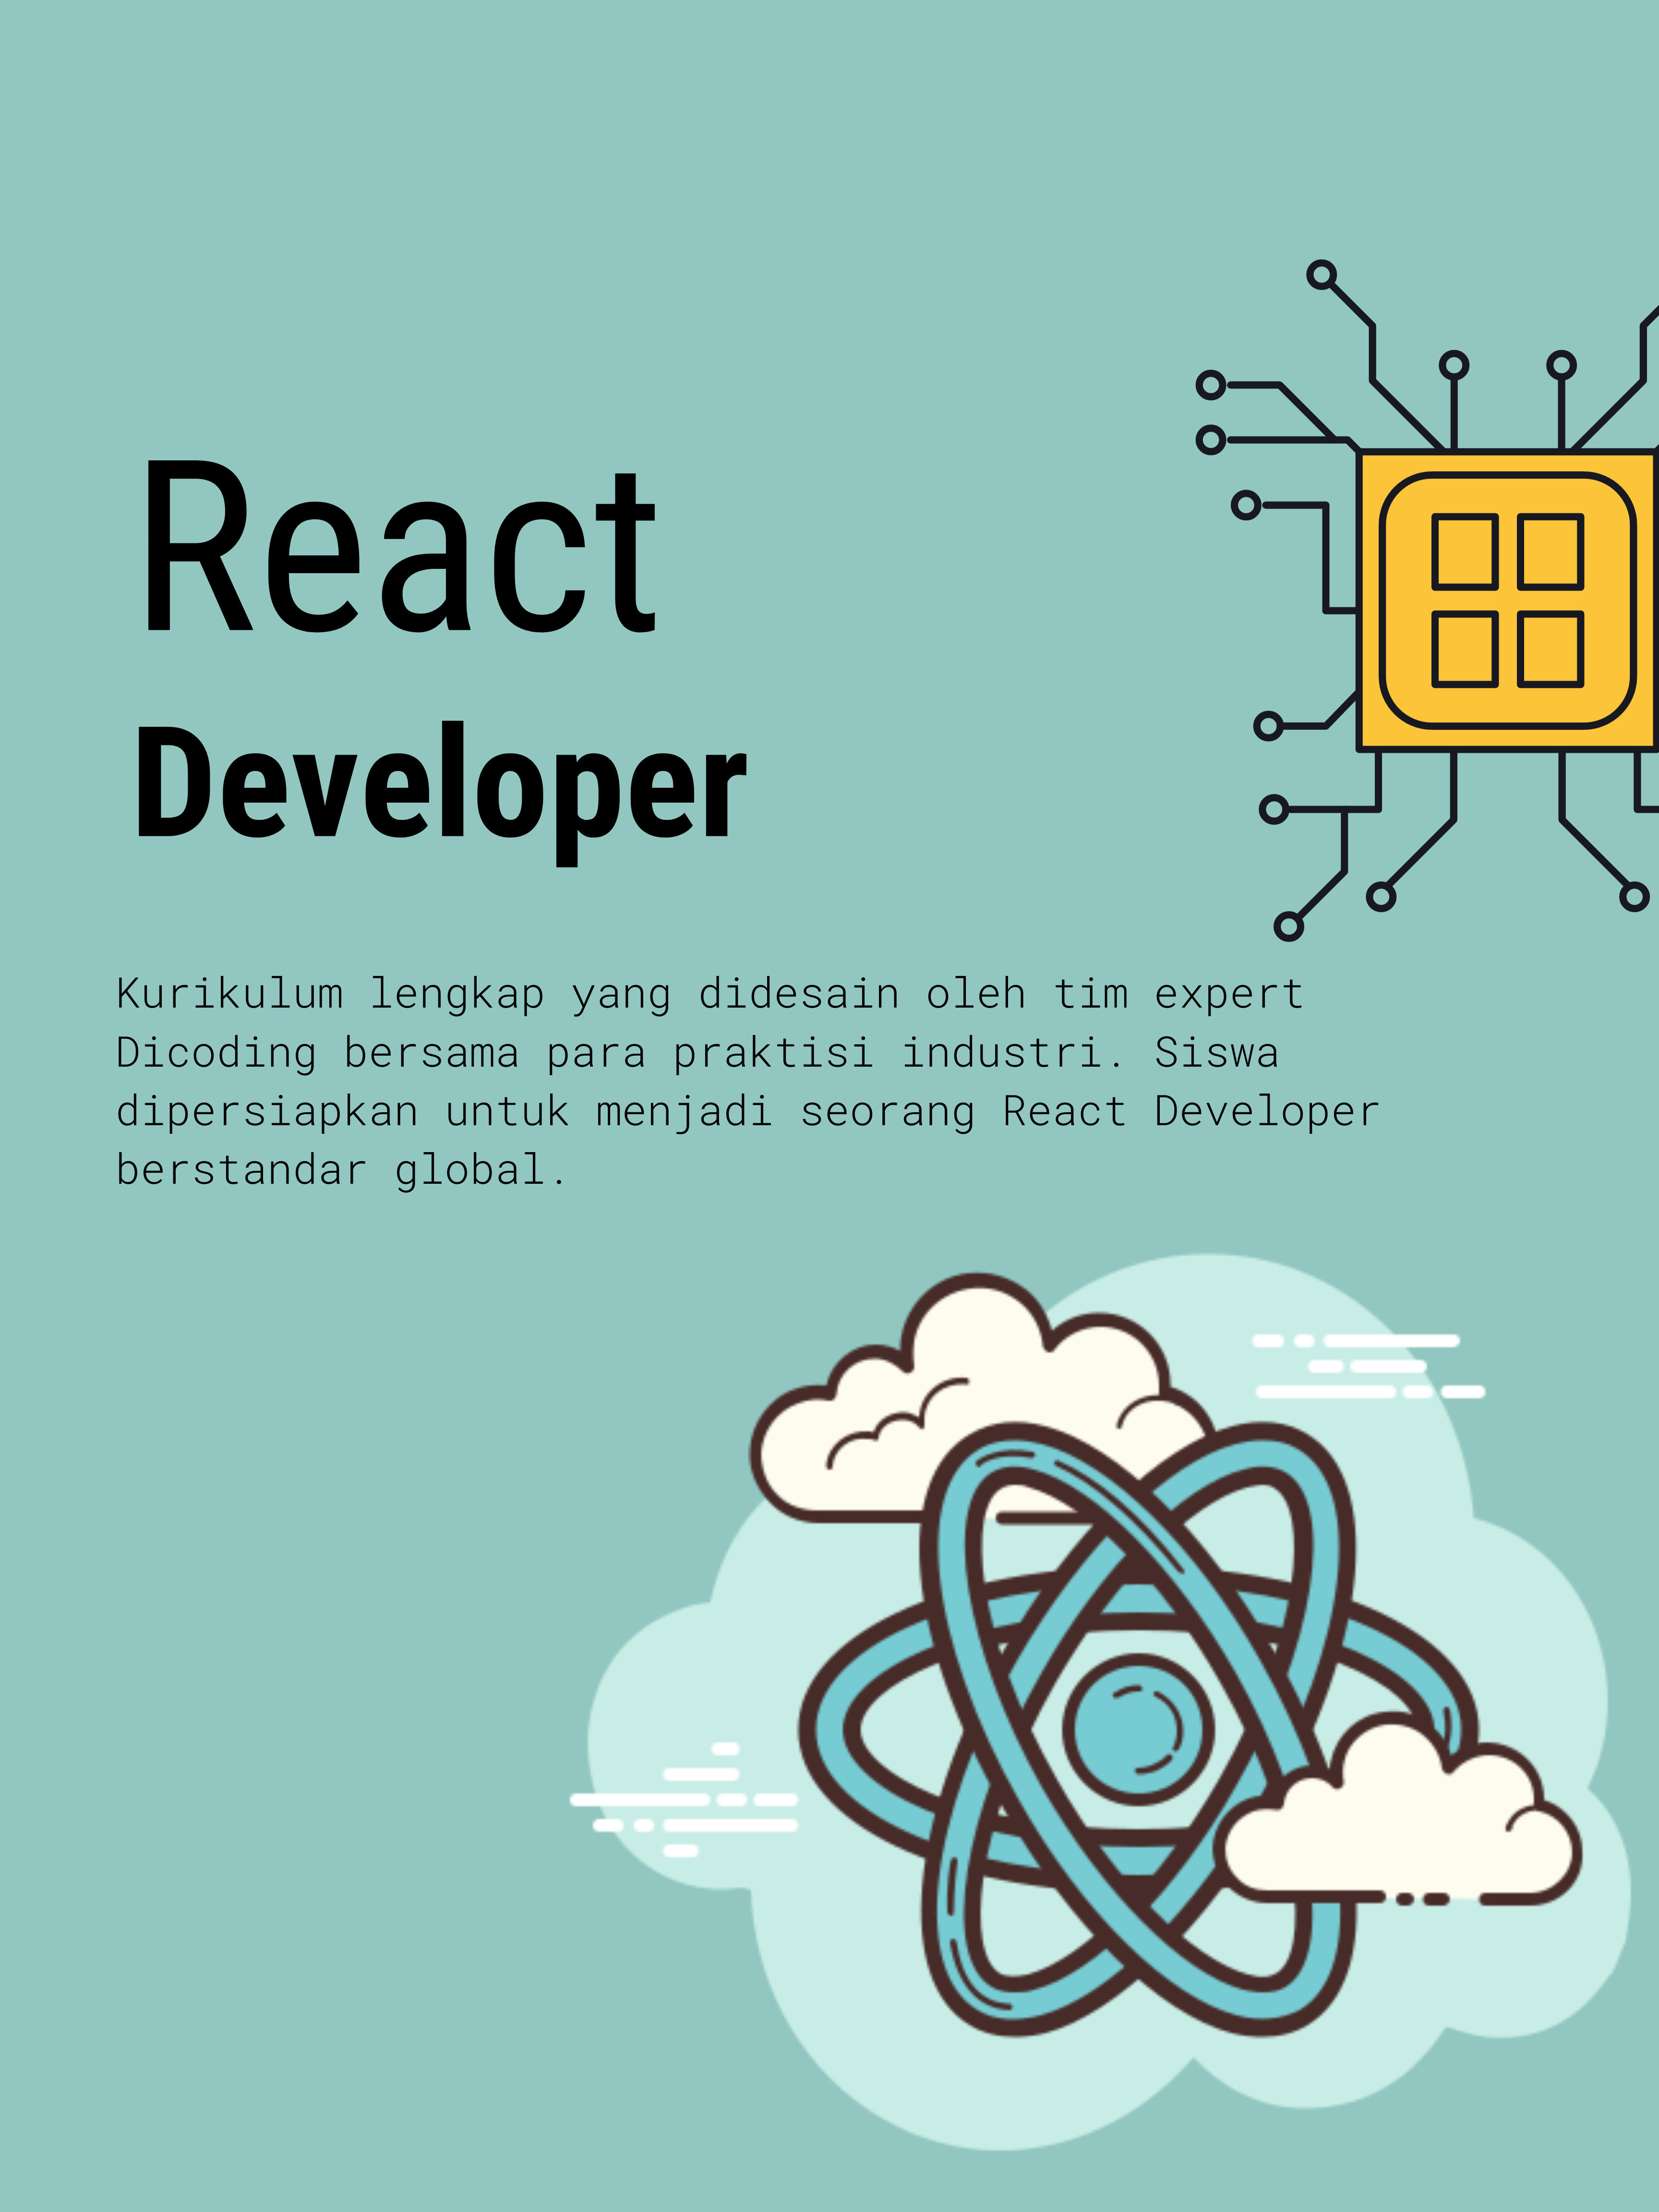 React
Developer
Kurikulum lengkap yang didesain oleh tim expert
Dicoding bersama para praktisi industri. Siswa
dipersiapkan untuk menjadi seorang React Developer
berstandar global.